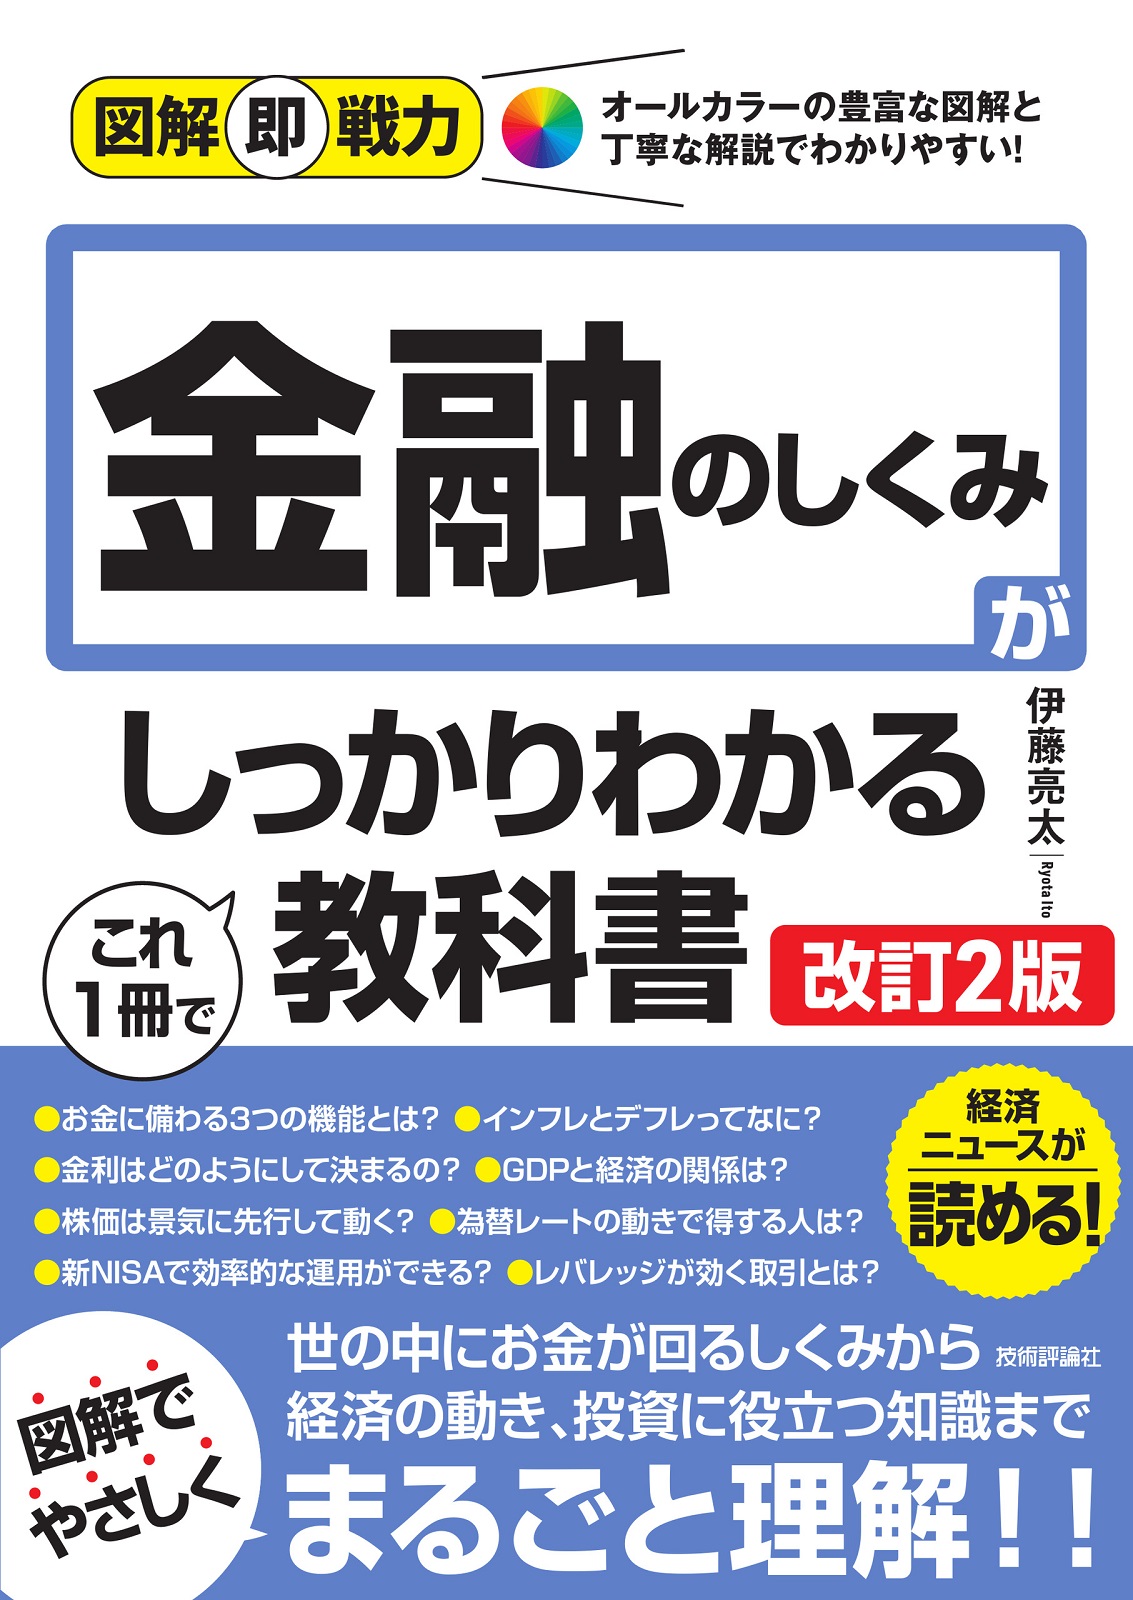 図解即戦力
オールカラーの豊富な図解と
丁寧な解説でわかりやすい!
金融のしくみ
が
しっかりわかる
教科書
伊藤亮太
Ryota Ito
これ
1冊で
改訂2版
●お金に備わる3つの機能とは? ●インフレとデフレってなに?
●金利はどのようにして決まるの? ●GDPと経済の関係は?
●株価は景気に先行して動く? ●為替レートの動きで得する人は?
●新NISAで効率的な運用ができる? ●レバレッジが効く取引とは?
経済
ニュースが
読める!
図解で
やさしく
世の中にお金が回るしくみから
技術評論社
経済の動き、投資に役立つ知識まで
まるごと理解!!